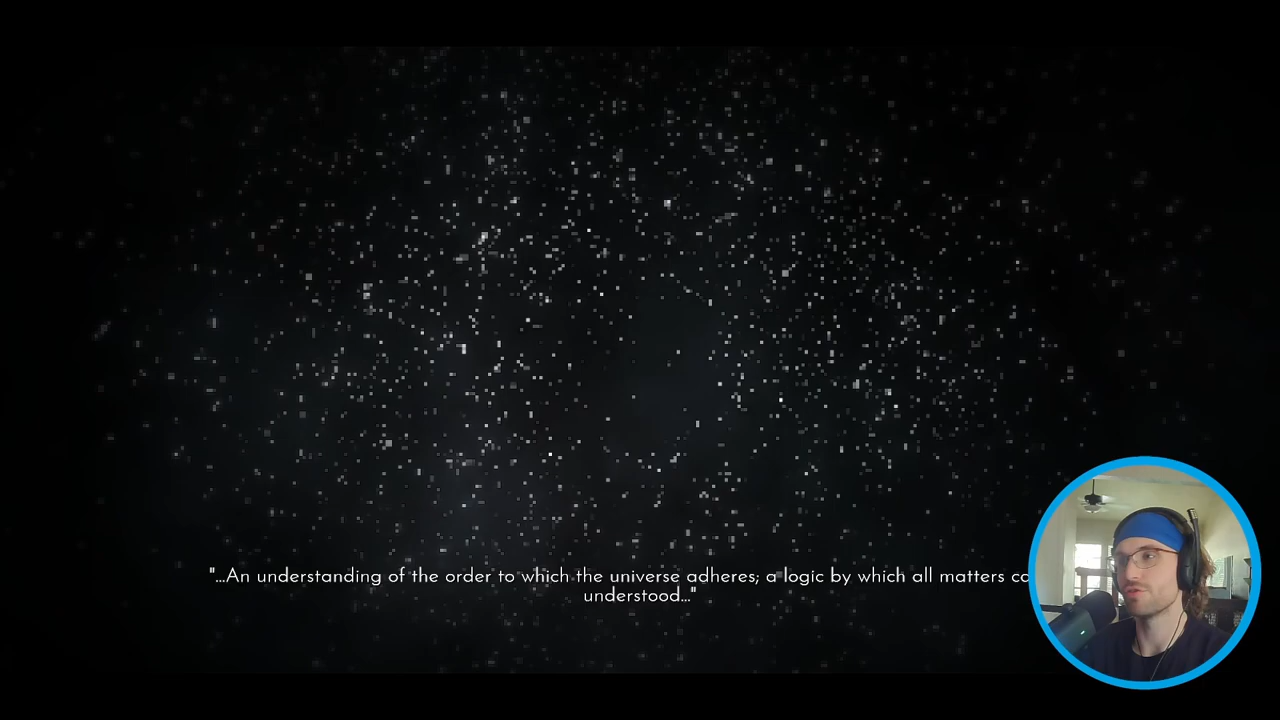 "...An understanding of the order to which the universe adheres; a logic by which all matters
understood..."